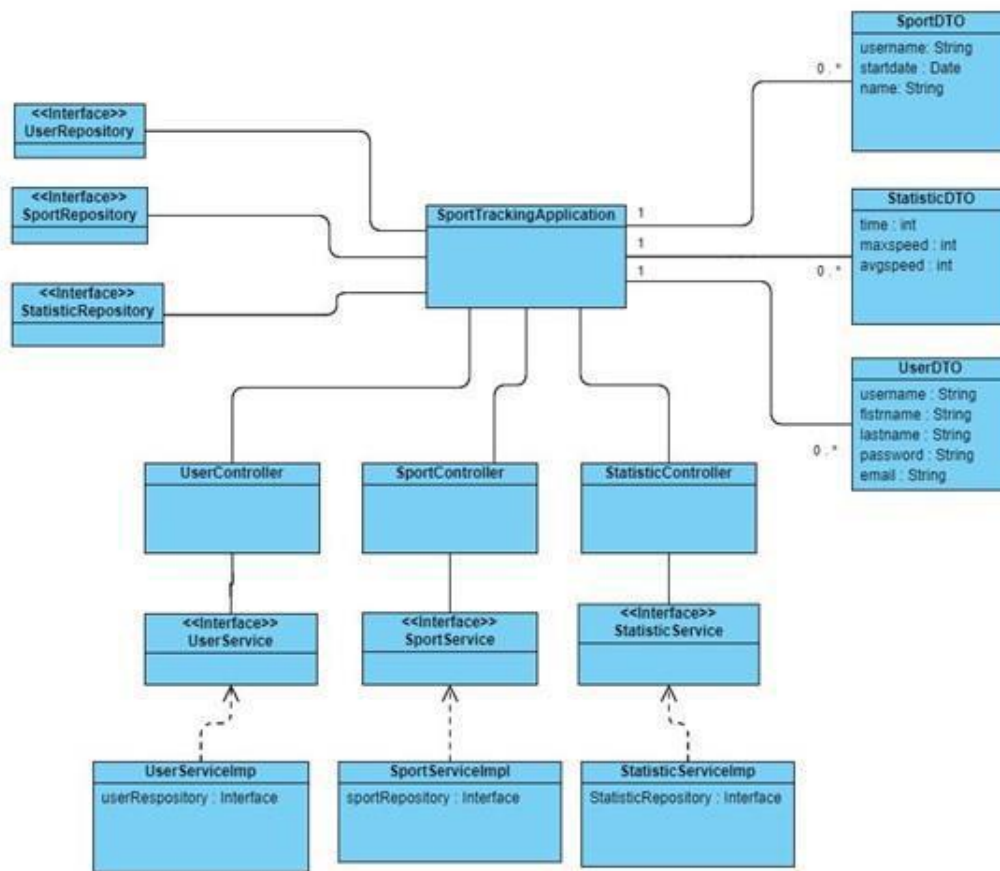 SportDTO
username: String
startdate : Date
name: String
0..*
<<Interface>>
UserRepository
<<Interface>>
SportRepository
<<Interface>>
StatisticRepository
SportTrackingApplication
1
1
1
StatisticDTO
time : int
maxspeed : int
avgspeed : int
0..*
UserDTO
username : String
fistrname : String
lastname : String
password : String
email : String
0..*
UserController
SportController
StatisticController
<<Interface>>
UserService
<<Interface>>
SportService
<<Interface>>
StatisticService
UserServiceImp
userRespository : Interface
SportServiceImpl
sportRepository : Interface
StatisticServiceImp
StatisticRepository : Interface